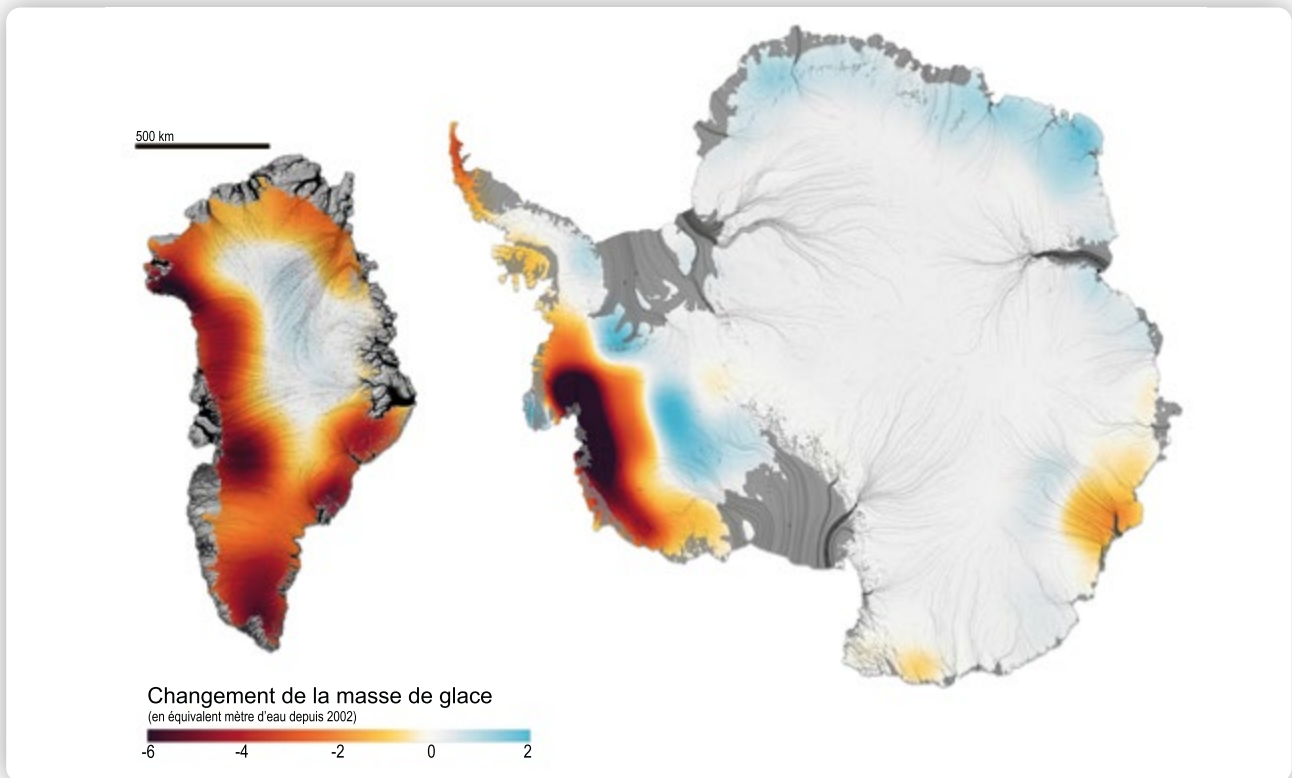 500 km
Changement de la masse de glace
(en équivalent mètre d'eau depuis 2002)
-6 -4 -2 0 2